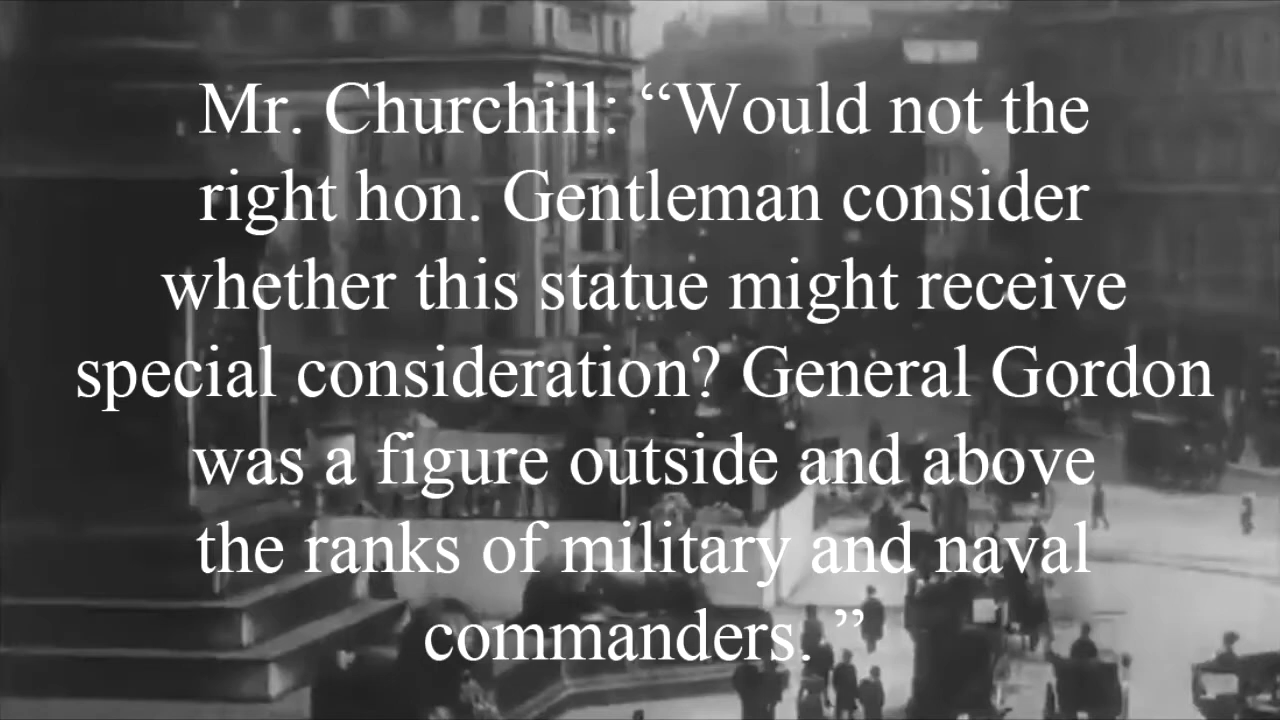 Mr. Churchill: “Would not the
right hon. Gentleman consider
whether this statue might receive
special consideration? General Gordon
was a figure outside and above
the ranks of military and naval
commanders. ”